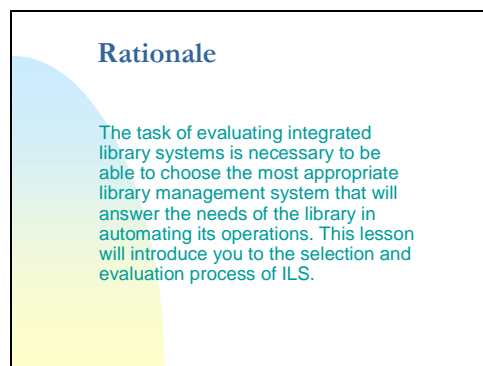 Rationale
The task of evaluating integrated
library systems is necessary to be
able to choose the most appropriate
library management system that will
answer the needs of the library in
automating its operations. This lesson
will introduce you to the selection and
evaluation process of ILS.